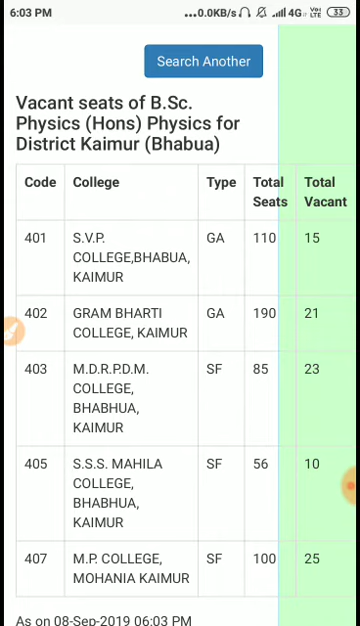 6:03 PM ...0.0KB/s 4G VoLTE 33
Search Another
Vacant seats of B.Sc.
Physics (Hons) Physics for
District Kaimur (Bhabua)
Code College Type Total Seats Total Vacant
401 S.V.P. GA 110 15
COLLEGE,BHABUA,
KAIMUR
402 GRAM BHARTI GA 190 21
COLLEGE, KAIMUR
403 M.D.R.P.D.M. SF 85 23
COLLEGE,
BHABHUA,
KAIMUR
405 S.S.S. MAHILA SF 56 10
COLLEGE,
BHABHUA,
KAIMUR
407 M.P. COLLEGE, SF 100 25
MOHANIA KAIMUR
As on 08-Sep-2019 06:03 PM